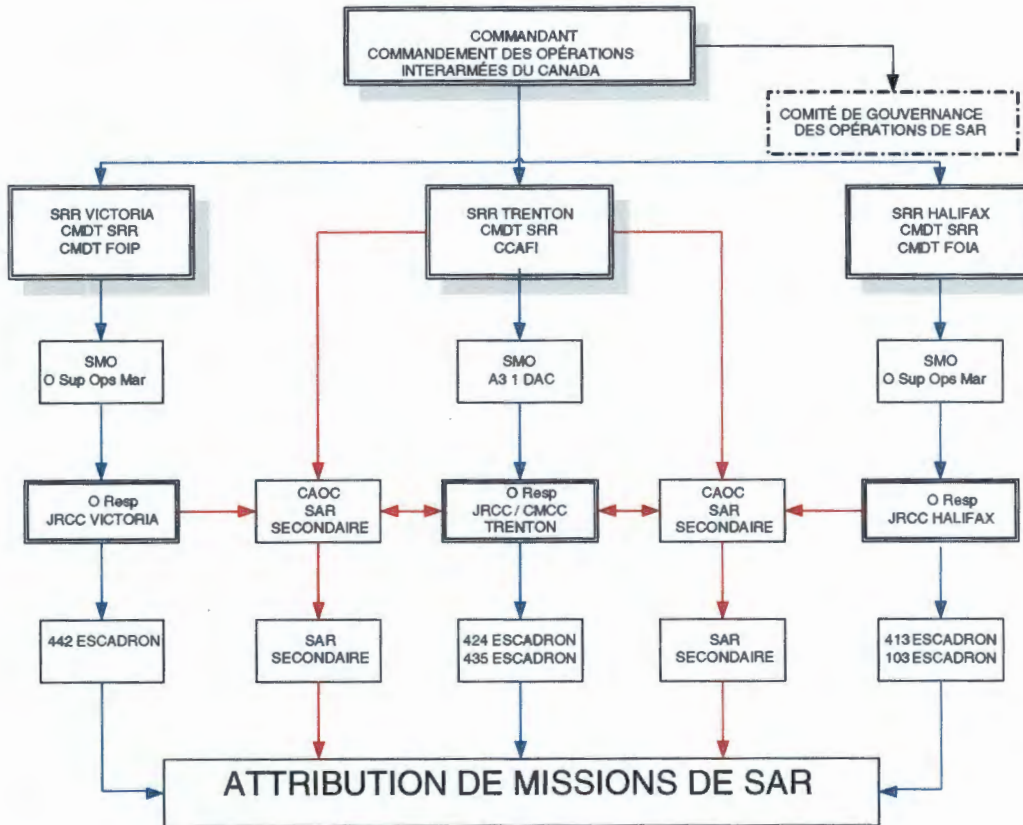 COMMANDANT
COMMANDEMENT DES OPÉRATIONS
INTERARMÉES DU CANADA
COMITÉ DE GOUVERNANCE
DES OPÉRATIONS DE SAR
SRR VICTORIA
CMDT SRR
CMDT FOIP
SRR TRENTON
CMDT SRR
CCAFI
SRR HALIFAX
CMDT SRR
CMDT FOIA
SMO
O Sup Ops Mar
SMO
A3 1 DAC
SMO
O Sup Ops Mar
O Resp
JRCC VICTORIA
CAOC
SAR
SECONDAIRE
O Resp
JRCC / CMCC
TRENTON
CAOC
SAR
SECONDAIRE
O Resp
JRCC HALIFAX
442 ESCADRON
SAR
SECONDAIRE
424 ESCADRON
435 ESCADRON
SAR
SECONDAIRE
413 ESCADRON
103 ESCADRON
ATTRIBUTION DE MISSIONS DE SAR